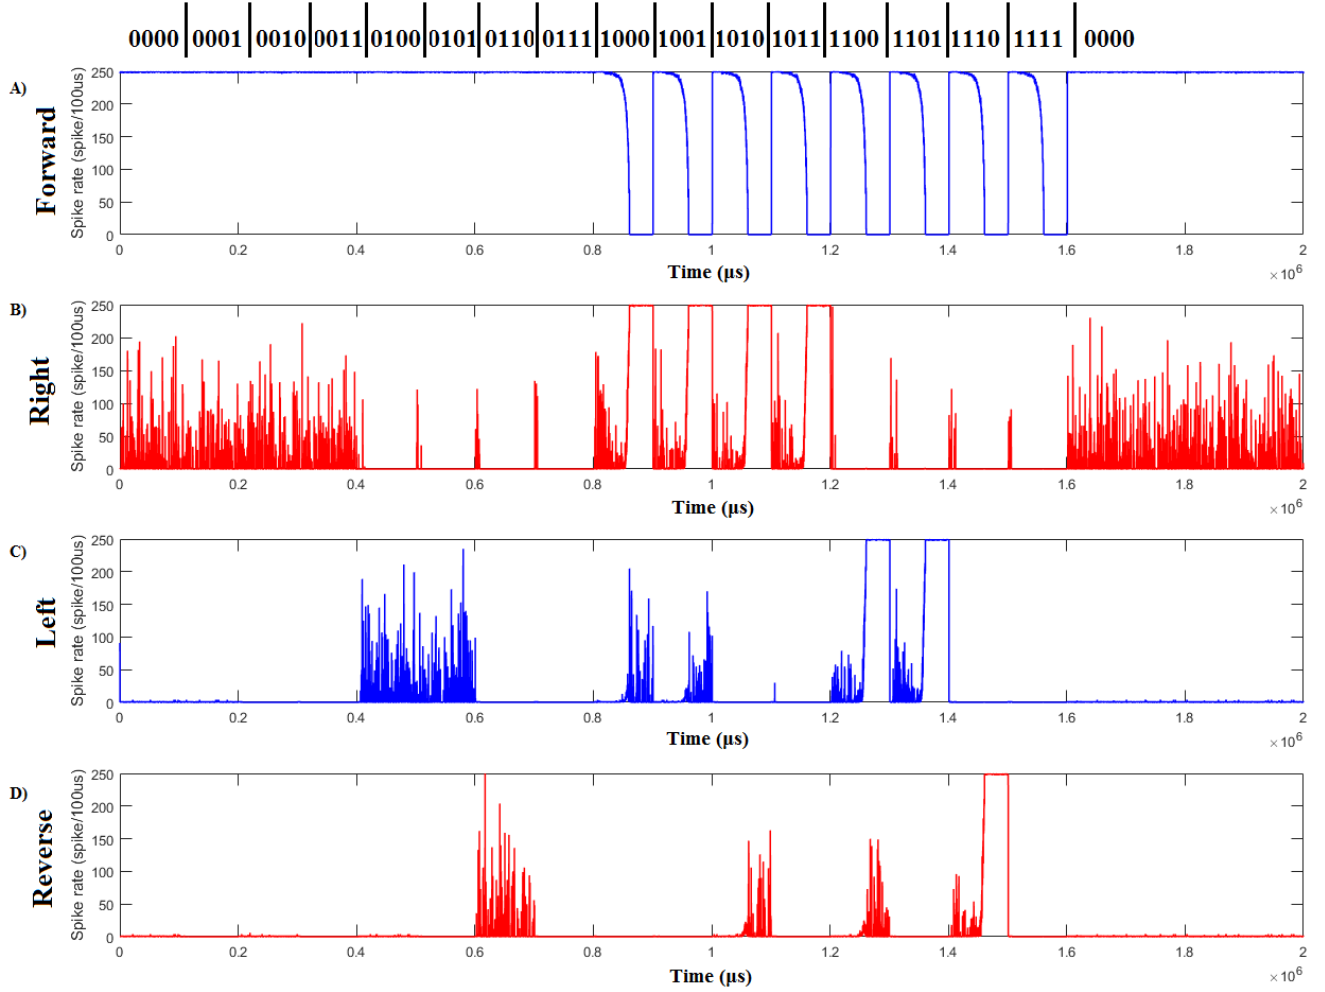 0000 0001 0010 0011 0100 0101 0110 0111 1000 1001 1010 1011 1100 1101 1110 1111 0000
A)
Forward
Spike rate (spike/100us)
250
200
150
100
50
0
0 0.2 0.4 0.6 0.8 1 1.2 1.4 1.6 1.8 2
Time (μs)
×10^6
B)
Right
Spike rate (spike/100us)
250
200
150
100
50
0
0 0.2 0.4 0.6 0.8 1 1.2 1.4 1.6 1.8 2
Time (μs)
×10^6
C)
Left
Spike rate (spike/100us)
250
200
150
100
50
0
0 0.2 0.4 0.6 0.8 1 1.2 1.4 1.6 1.8 2
Time (μs)
×10^6
D)
Reverse
Spike rate (spike/100us)
250
200
150
100
50
0
0 0.2 0.4 0.6 0.8 1 1.2 1.4 1.6 1.8 2
Time (μs)
×10^6